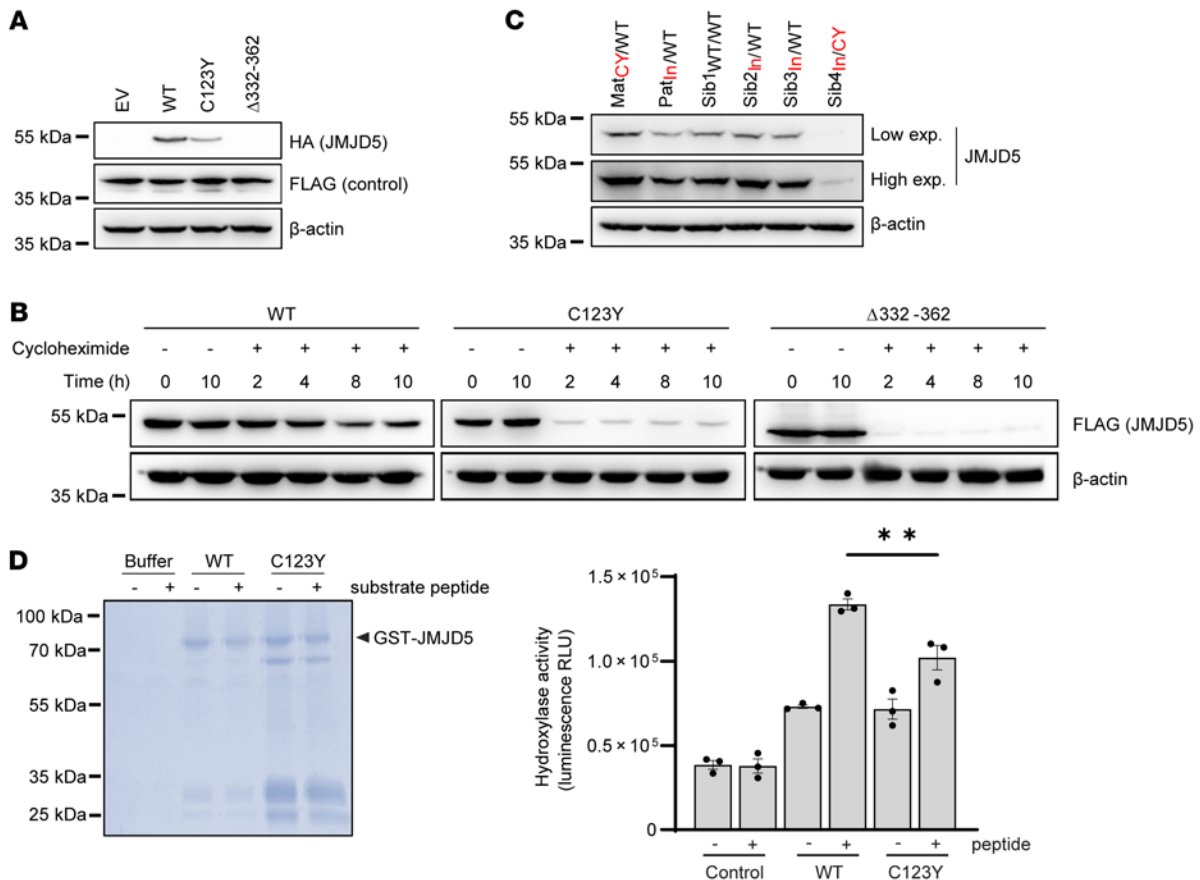 A
EV
WT
C123Y
Δ332-362
55 kDa
HA (JMJD5)
FLAG (control)
35 kDa
β-actin
35 kDa
C
MatCY/WT
PatIn/WT
Sib1WT/WT
Sib2In/WT
Sib3In/WT
Sib4In/CY
55 kDa
Low exp.
55 kDa
JMJD5
High exp.
β-actin
35 kDa
B
WT C123Y Δ332 -362
Cycloheximide - - + + + + - - + + + + - - + + + +
Time (h) 0 10 2 4 8 10 0 10 2 4 8 10 0 10 2 4 8 10
55 kDa FLAG (JMJD5)
35 kDa β-actin
D
Buffer WT C123Y
- + - + - + substrate peptide
100 kDa
GST-JMJD5
70 kDa
55 kDa
35 kDa
25 kDa
* *
Hydroxylase activity
(luminescence RLU)
1.5 × 10⁵
1.0 × 10⁵
0.5 × 10⁵
0
- + - + - + peptide
Control WT C123Y